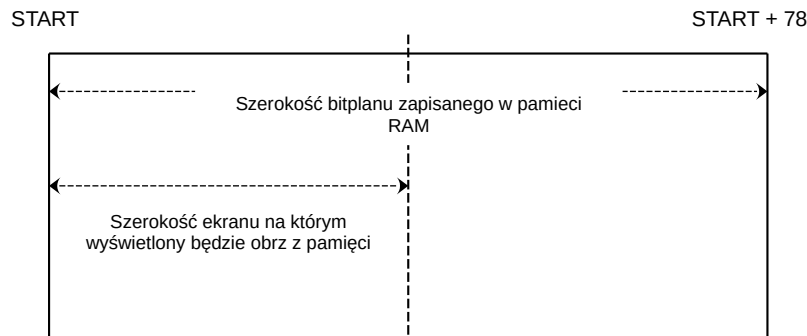 START
START + 78
Szerokość bitplanu zapisanego w pamieci
RAM
Szerokość ekranu na którym
wyświetlony będzie obrz z pamięci